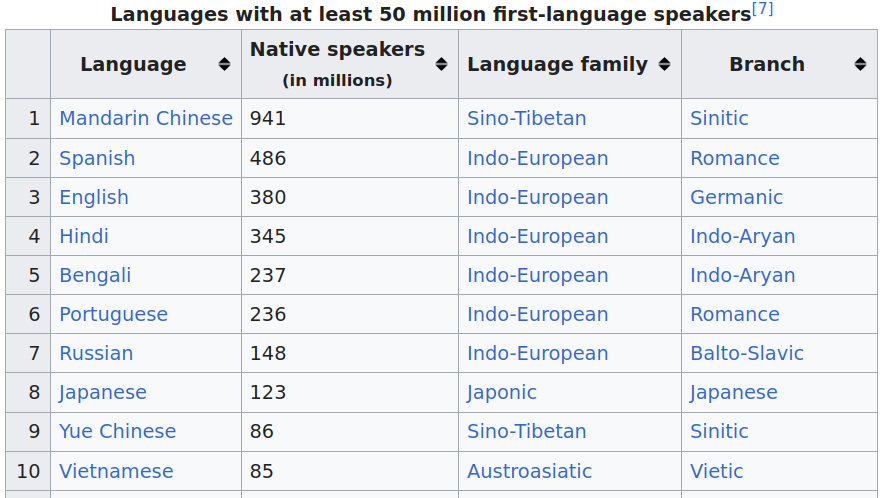 Languages with at least 50 million first-language speakers[7]
Language Native speakers (in millions) Language family Branch
1 Mandarin Chinese 941 Sino-Tibetan Sinitic
2 Spanish 486 Indo-European Romance
3 English 380 Indo-European Germanic
4 Hindi 345 Indo-European Indo-Aryan
5 Bengali 237 Indo-European Indo-Aryan
6 Portuguese 236 Indo-European Romance
7 Russian 148 Indo-European Balto-Slavic
8 Japanese 123 Japonic Japanese
9 Yue Chinese 86 Sino-Tibetan Sinitic
10 Vietnamese 85 Austroasiatic Vietic